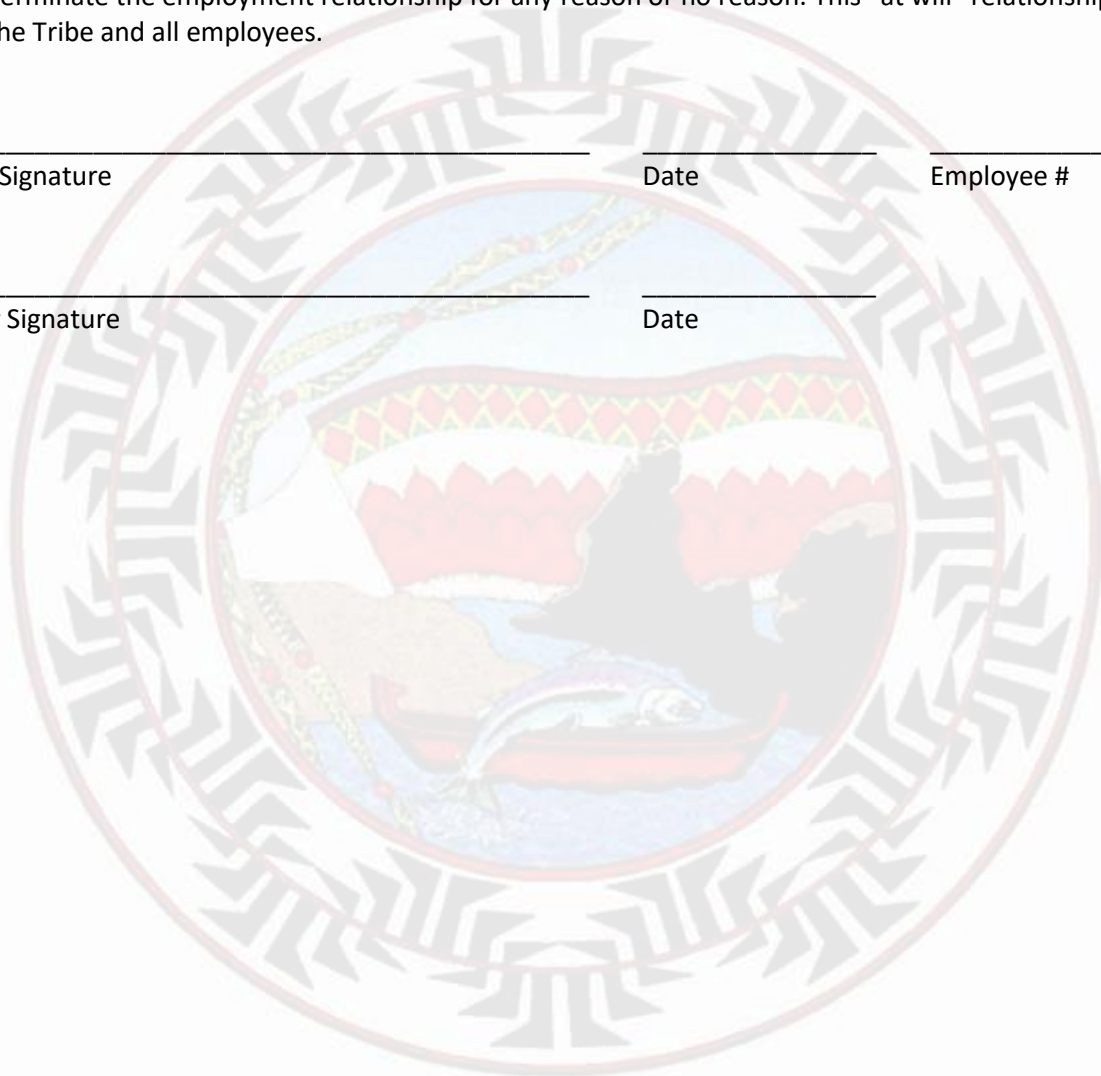 erminate the employment relationship for any reason or no reason. This "at will" relationship
he Tribe and all employees.
Signature Date Employee #
Signature Date